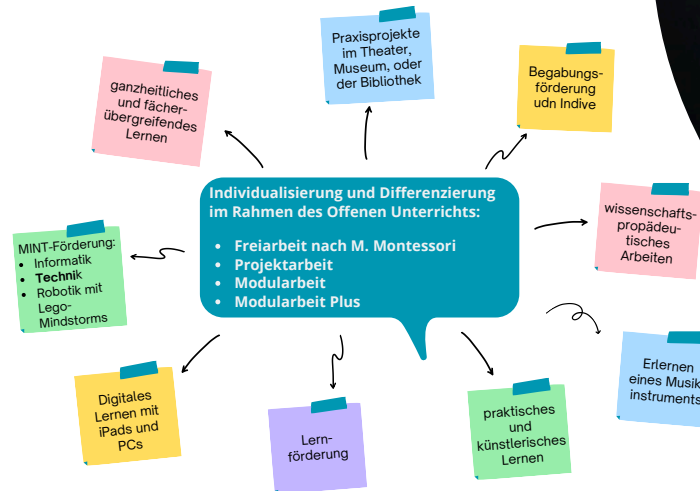 Praxisprojekte
im Theater,
Museum, oder
der Bibliothek
ganzheitliches
und fächer-
übergreifendes
Lernen
Begabungs-
förderung
udn Indive
Individualisierung und Differenzierung
im Rahmen des Offenen Unterrichts:
• Freiarbeit nach M. Montessori
• Projektarbeit
• Modularbeit
• Modularbeit Plus
wissenschafts-
propädeu-
tisches
Arbeiten
MINT-Förderung:
• Informatik
• Technik
• Robotik mit
Lego-
Mindstorms
Erlernen
eines Musik
instruments
Digitales
Lernen mit
iPads und
PCs
Lern-
förderung
praktisches
und
künstlerisches
Lernen